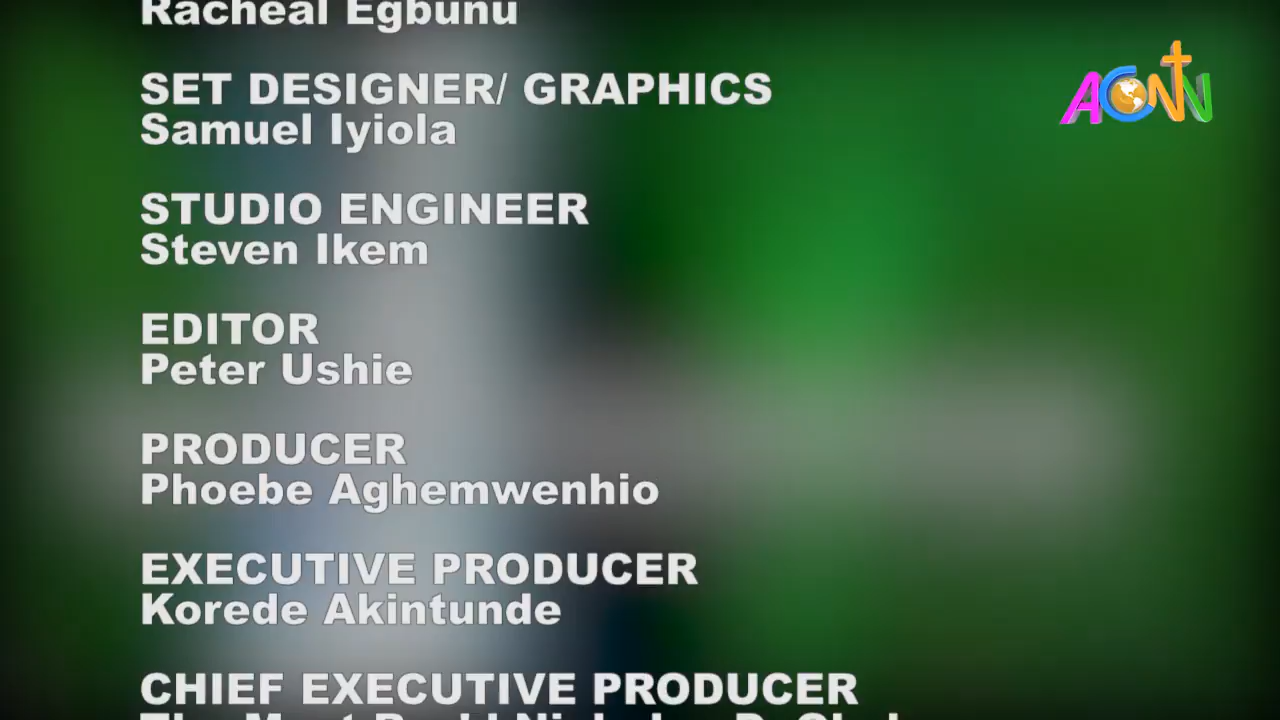 Racheal Egbunu
SET DESIGNER/ GRAPHICS
Samuel Iyiola
STUDIO ENGINEER
Steven Ikem
EDITOR
Peter Ushie
PRODUCER
Phoebe Aghemwenhio
EXECUTIVE PRODUCER
Korede Akintunde
CHIEF EXECUTIVE PRODUCER
ACNNTV